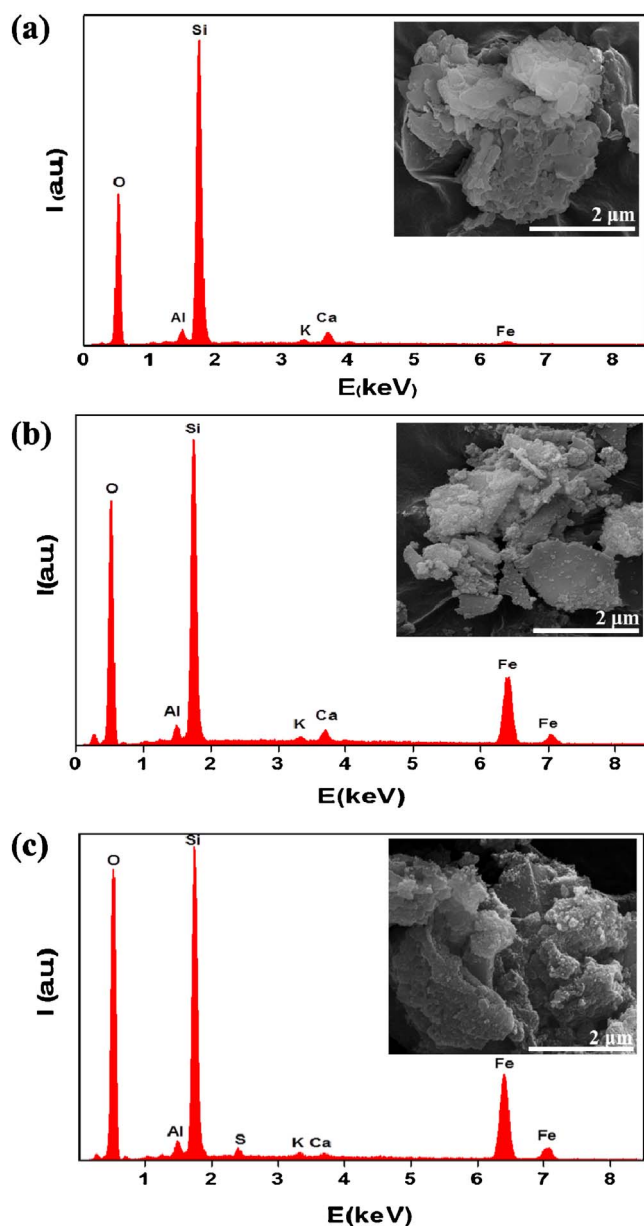 (a)
Si
O
Al
K
Ca
Fe
I(a.u)
2 µm
0 1 2 3 4 5 6 7 8
E(keV)
(b)
Si
O
Al
K
Ca
Fe
Fe
I(a.u)
2 µm
0 1 2 3 4 5 6 7 8
E(keV)
(c)
Si
O
Al
S
K Ca
Fe
Fe
I (a.u)
2 µm
1 2 3 4 5 6 7 8
E(keV)